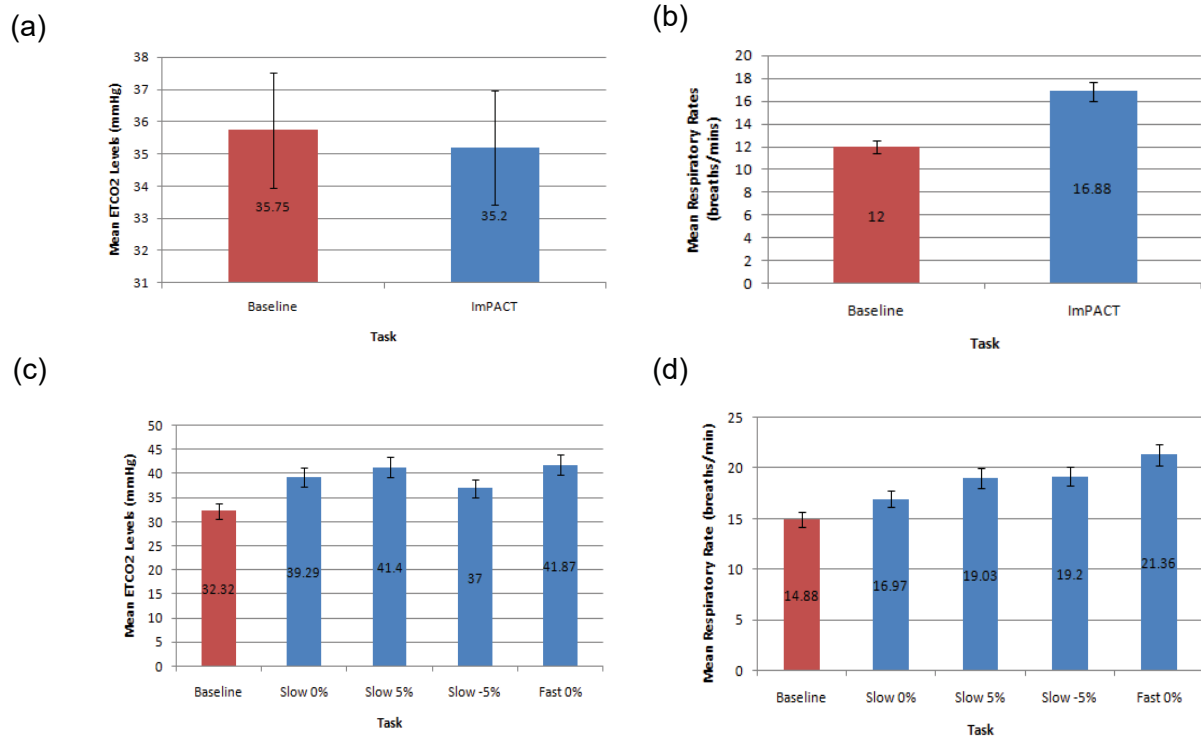 (a)
Mean ETCO2 Levels (mmHg)
38
37
36
35
34
33
32
31
35.75
35.2
Baseline
ImPACT
Task
(b)
Mean Respiratory Rates
(breaths/mins)
20
18
16
14
12
10
8
6
4
2
0
12
16.88
Baseline
ImPACT
Task
(c)
Mean ETCO2 Levels (mmHg)
50
45
40
35
30
25
20
15
10
5
0
32.32
39.29
41.4
37
41.87
Baseline
Slow 0%
Slow 5%
Slow -5%
Fast 0%
Task
(d)
Mean Respiratory Rate (breaths/min)
25
20
15
10
5
0
14.88
16.97
19.03
19.2
21.36
Baseline
Slow 0%
Slow 5%
Slow -5%
Fast 0%
Task